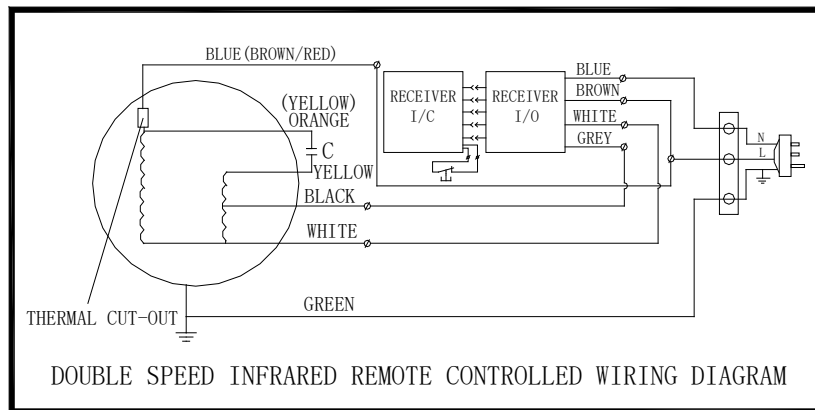 BLUE(BROWN/RED)
(YELLOW)
ORANGE
C
YELLOW
BLACK
WHITE
RECEIVER
I/C
RECEIVER
I/O
BLUE
BROWN
WHITE
GREY
N
L
THERMAL CUT-OUT
GREEN
DOUBLE SPEED INFRARED REMOTE CONTROLLED WIRING DIAGRAM